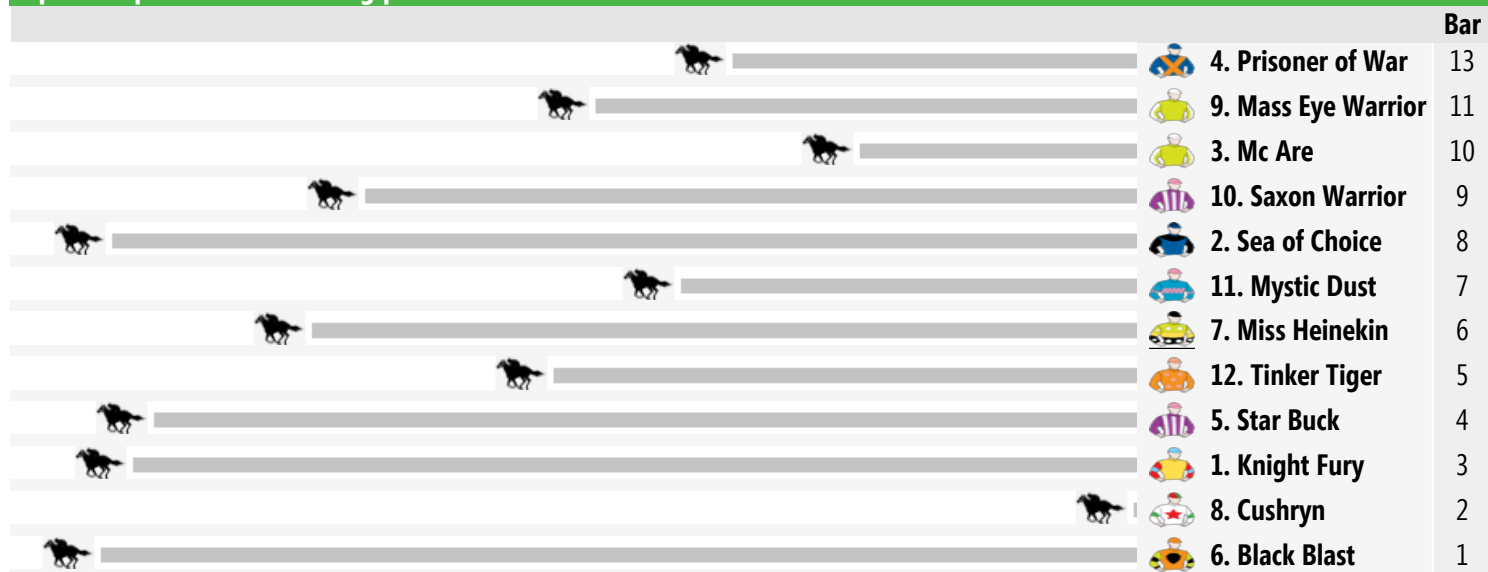 Bar
4. Prisoner of War 13
9. Mass Eye Warrior 11
3. Mc Are 10
10. Saxon Warrior 9
2. Sea of Choice 8
11. Mystic Dust 7
7. Miss Heinekin 6
12. Tinker Tiger 5
5. Star Buck 4
1. Knight Fury 3
8. Cushryn 2
6. Black Blast 1